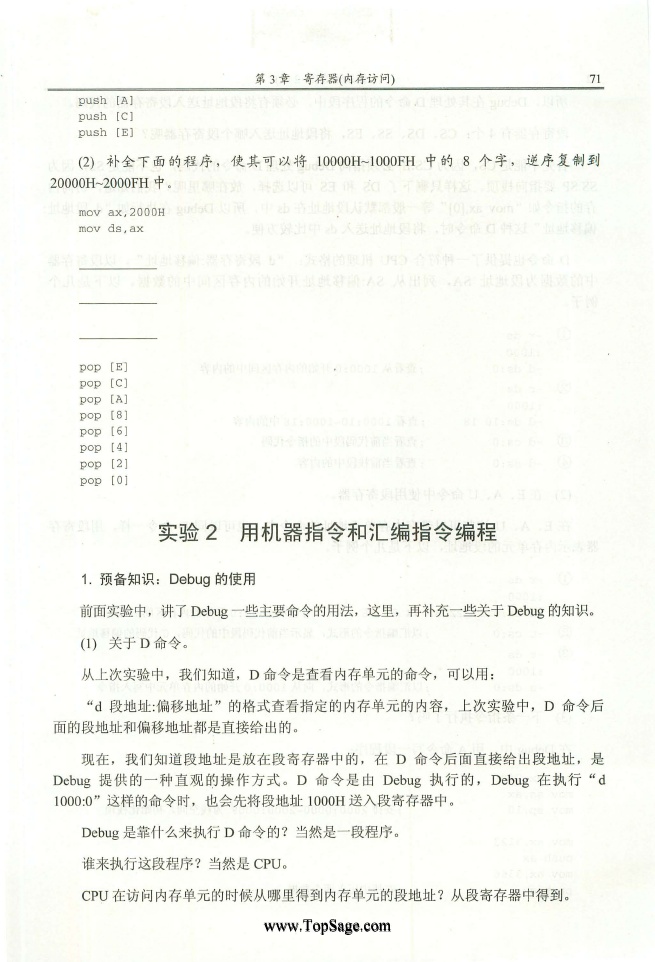 第 3 章 寄存器(内存访问) 71
push [A]
push [C]
push [E]
(2) 补全下面的程序，使其可以将 10000H~1000FH 中的 8 个字，逆序复制到
20000H~2000FH 中。
mov ax,2000H
mov ds,ax
pop [E]
pop [C]
pop [A]
pop [8]
pop [6]
pop [4]
pop [2]
pop [0]
实验 2 用机器指令和汇编指令编程
1. 预备知识：Debug 的使用
前面实验中，讲了 Debug 一些主要命令的用法，这里，再补充一些关于 Debug 的知识。
(1) 关于 D 命令。
从上次实验中，我们知道，D 命令是查看内存单元的命令，可以用：
“d 段地址:偏移地址”的格式查看指定的内存单元的内容，上次实验中，D 命令后
面的段地址和偏移地址都是直接给出的。
现在，我们知道段地址是放在段寄存器中的，在 D 命令后面直接给出段地址，是
Debug 提供的一种直观的操作方式。D 命令是由 Debug 执行的，Debug 在执行“d
1000:0”这样的命令时，也会先将段地址 1000H 送入段寄存器中。
Debug 是靠什么来执行 D 命令的？当然是一段程序。
谁来执行这段程序？当然是 CPU。
CPU 在访问内存单元的时候从哪里得到内存单元的段地址？从段寄存器中得到。
www.TopSage.com